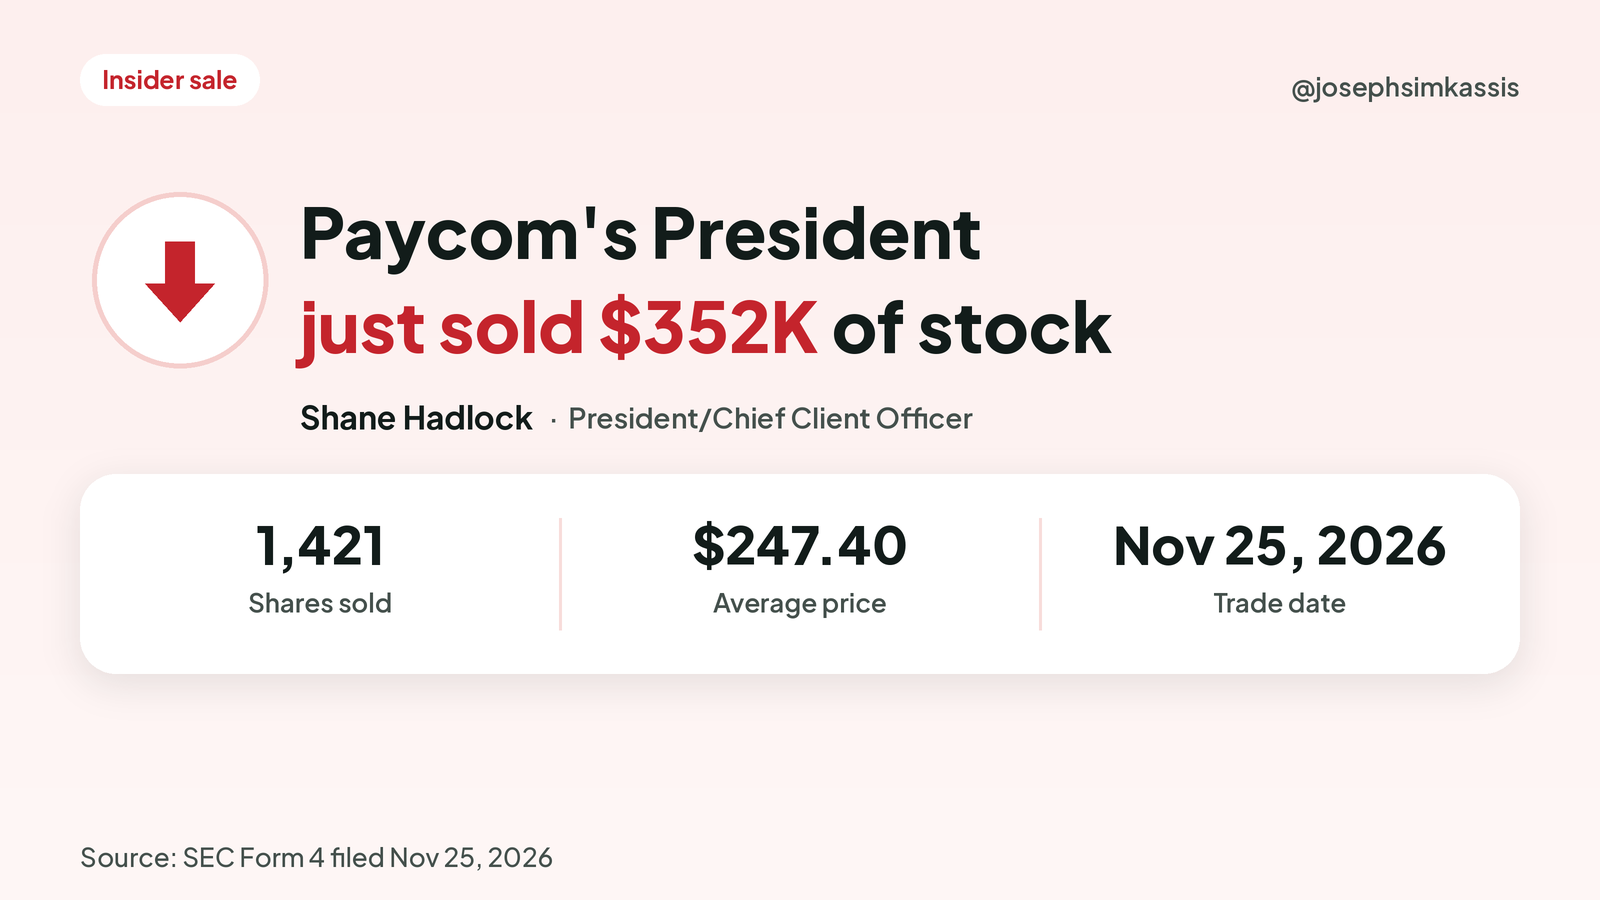 Insider sale
@josephsimkassis
Paycom's President
just sold $352K of stock
Shane Hadlock · President/Chief Client Officer
1,421
Shares sold
$247.40
Average price
Nov 25, 2026
Trade date
Source: SEC Form 4 filed Nov 25, 2026